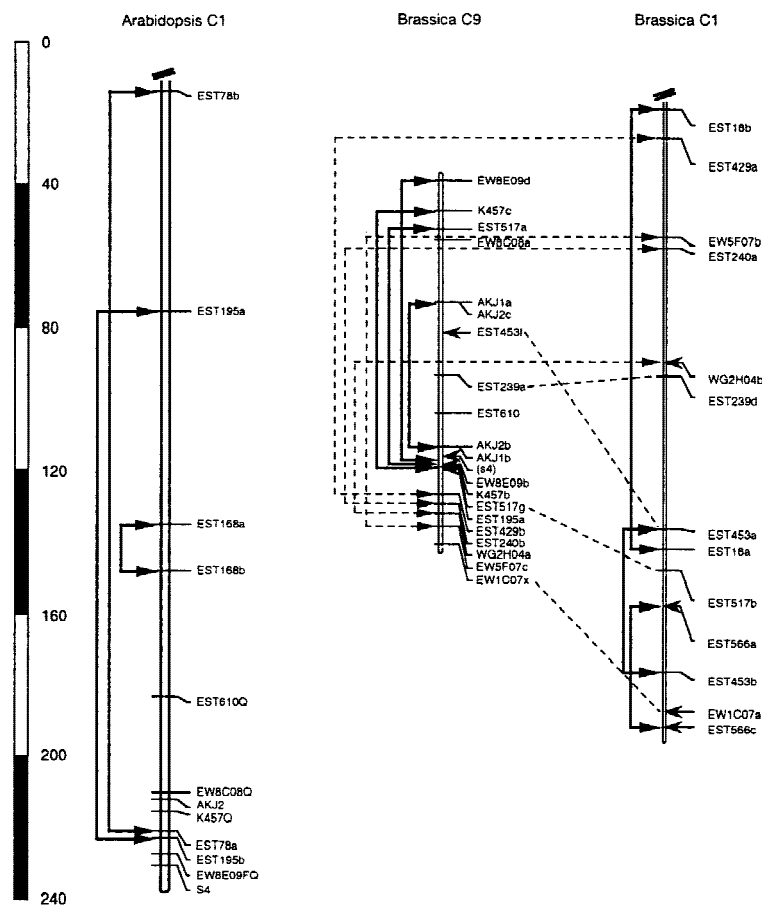 Arabidopsis C1
Brassica C9
Brassica C1
0
40
80
120
160
200
240
EST78b
EST195a
EST168a
EST168b
EST610Q
EW8C08Q
AKJ2
K457Q
EST78a
EST195b
EW8E09FQ
S4
EW8E09d
K457c
EST517a
EW8C08a
AKJ1a
AKJ2c
EST453f
EST239a
EST610
AKJ2b
AKJ1b
(s4)
EW8E09b
K457b
EST517g
EST195a
EST429b
EST240b
WG2H04a
EW5F07c
EW1C07x
EST18b
EST429a
EW5F07b
EST240a
WG2H04b
EST239d
EST453a
EST18a
EST517b
EST566a
EST453b
EW1C07a
EST566c